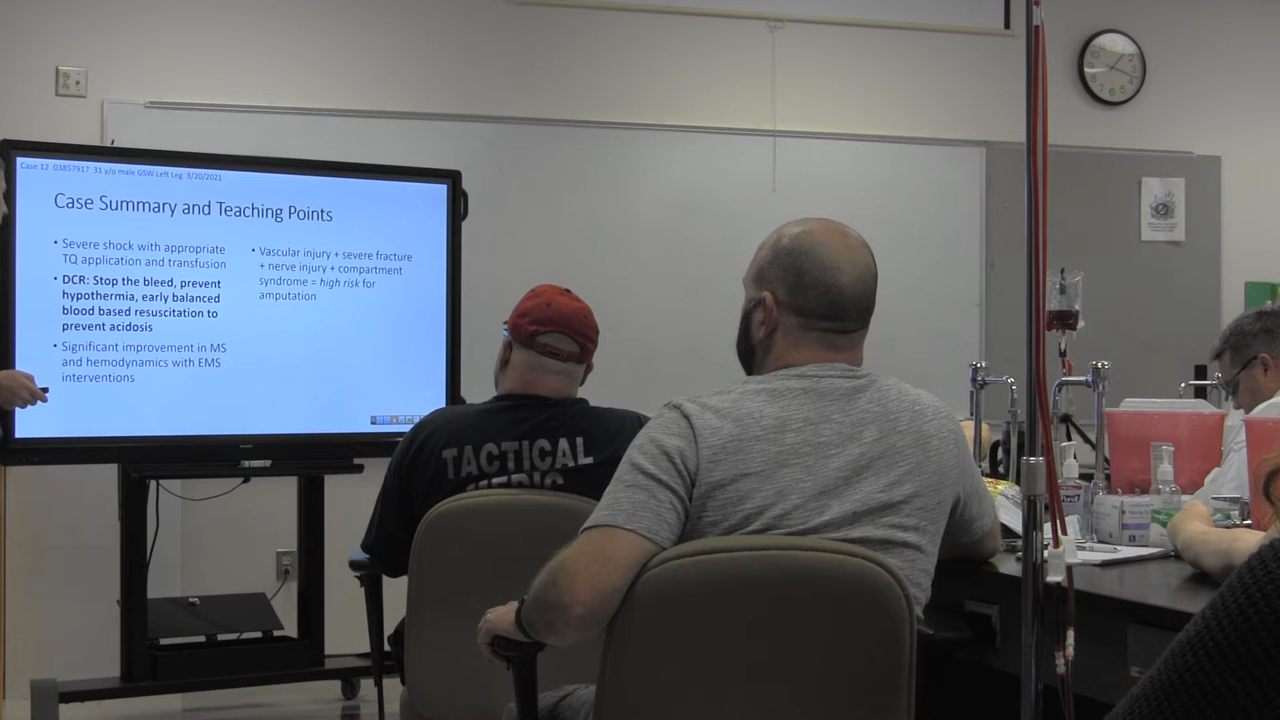 Case 12 03857917 31 y/o male GSW Left Leg 3/20/2021
Case Summary and Teaching Points
• Severe shock with appropriate
TQ application and transfusion
• DCR: Stop the bleed, prevent
hypothermia, early balanced
blood based resuscitation to
prevent acidosis
• Significant improvement in MS
and hemodynamics with EMS
interventions
• Vascular injury + severe fracture
+ nerve injury + compartment
syndrome = high risk for
amputation
TACTICAL
MEDIC
Purell